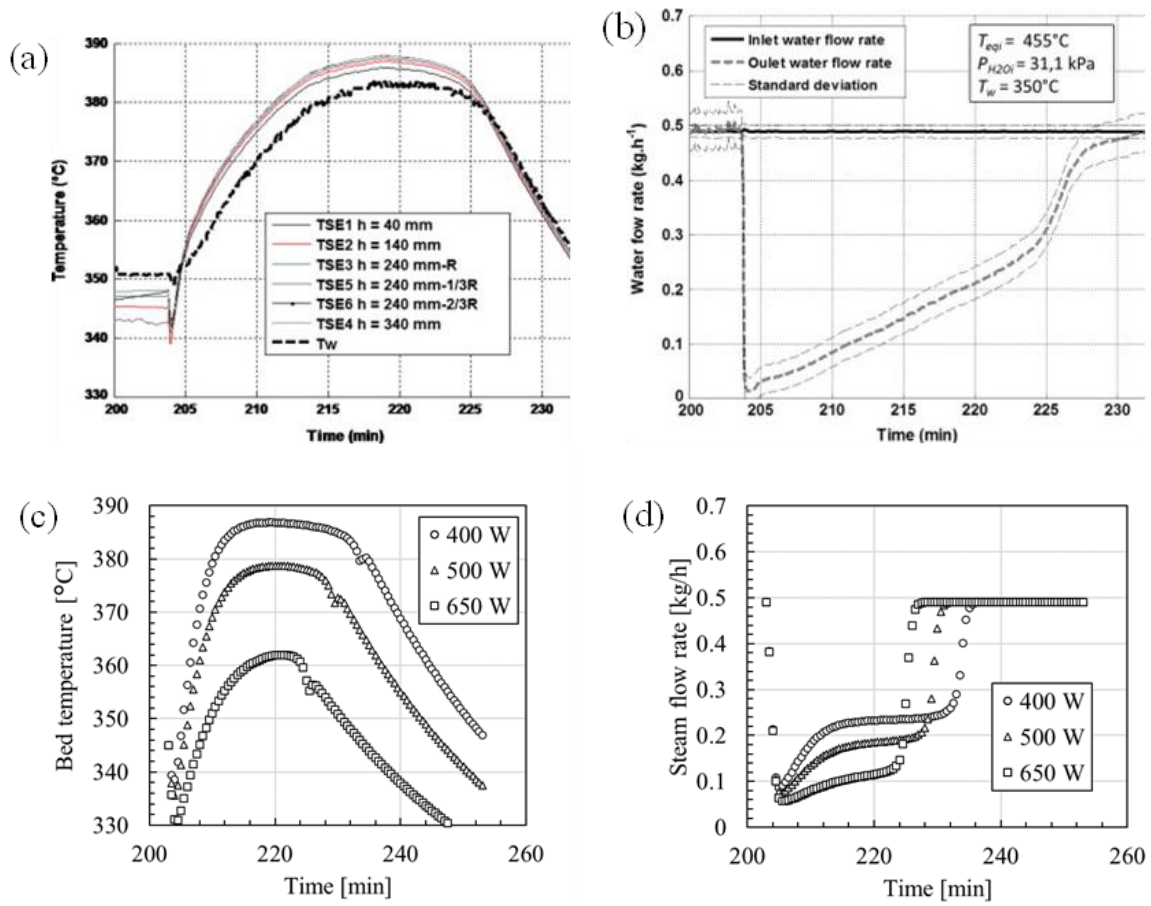 (a)
390
380
370
360
350
340
330
Temperature (°C)
TSE1 h = 40 mm
TSE2 h = 140 mm
TSE3 h = 240 mm-R
TSE5 h = 240 mm-1/3R
TSE6 h = 240 mm-2/3R
TSE4 h = 340 mm
Tw
200 205 210 215 220 225 230
Time (min)
(b)
0.7
0.6
0.5
0.4
0.3
0.2
0.1
0
Water flow rate (kg.h⁻¹)
Inlet water flow rate
Oulet water flow rate
Standard deviation
Teqi = 455°C
PH2Oi = 31,1 kPa
Tw = 350°C
200 205 210 215 220 225 230
Time (min)
(c)
390
380
370
360
350
340
330
Bed temperature [°C]
400 W
500 W
650 W
200 220 240 260
Time [min]
(d)
0.7
0.6
0.5
0.4
0.3
0.2
0.1
0
Steam flow rate [kg/h]
400 W
500 W
650 W
200 220 240 260
Time [min]